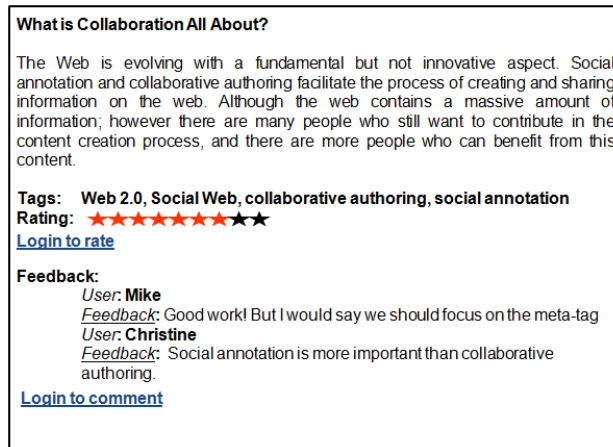 What is Collaboration All About?
The Web is evolving with a fundamental but not innovative aspect. Social
annotation and collaborative authoring facilitate the process of creating and sharing
information on the web. Although the web contains a massive amount of
information; however there are many people who still want to contribute in the
content creation process, and there are more people who can benefit from this
content.
Tags: Web 2.0, Social Web, collaborative authoring, social annotation
Rating:
Login to rate
Feedback:
User: Mike
Feedback: Good work! But I would say we should focus on the meta-tag
User: Christine
Feedback: Social annotation is more important than collaborative
authoring.
Login to comment